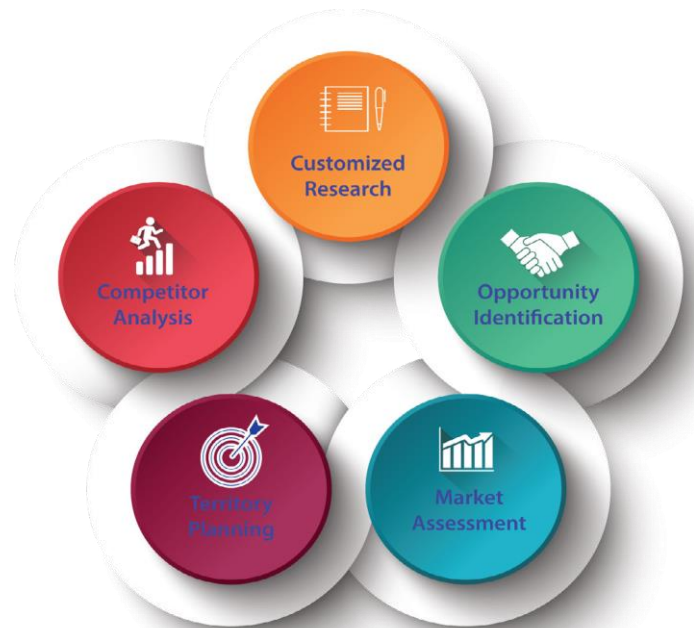 Customized
Research
Competitor
Analysis
Opportunity
Identification
Territory
Planning
Market
Assessment